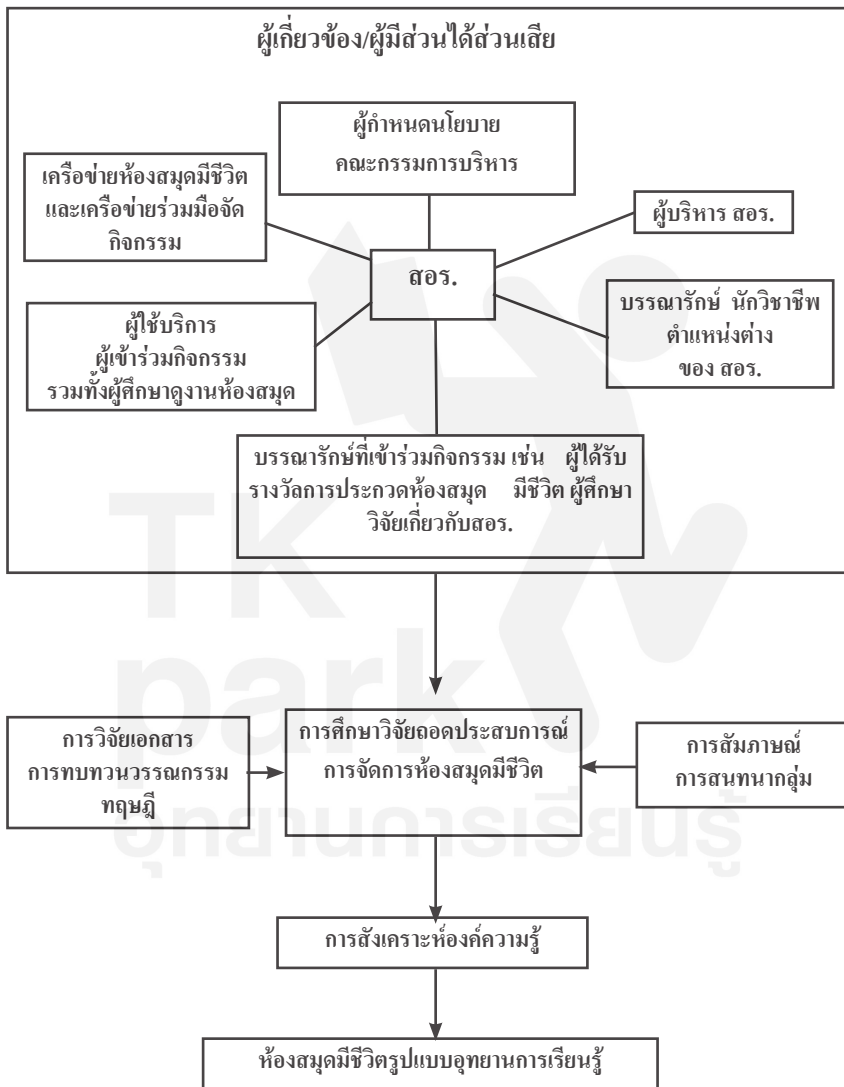 ผู้เกี่ยวข้อง/ผู้มีส่วนได้ส่วนเสีย
ผู้กำหนดนโยบาย
คณะกรรมการบริหาร
เครือข่ายห้องสมุดมีชีวิต
และเครือข่ายร่วมมือจัด
กิจกรรม
ผู้บริหาร สอร.
สอร.
ผู้ใช้บริการ
ผู้เข้าร่วมกิจกรรม
รวมทั้งผู้ศึกษาดูงานห้องสมุด
บรรณารักษ์ นักวิชาชีพ
ตำแหน่งต่าง
ของ สอร.
บรรณารักษ์ที่เข้าร่วมกิจกรรม เช่น ผู้ได้รับ
รางวัลการประกวดห้องสมุด มีชีวิต ผู้ศึกษา
วิจัยเกี่ยวกับสอร.
TK
park
อุทยานการเรียนรู้
การวิจัยเอกสาร
การทบทวนวรรณกรรม
ทฤษฎี
การศึกษาวิจัยถอดประสบการณ์
การจัดการห้องสมุดมีชีวิต
การสัมภาษณ์
การสนทนากลุ่ม
การสังเคราะห์องค์ความรู้
ห้องสมุดมีชีวิตรูปแบบอุทยานการเรียนรู้